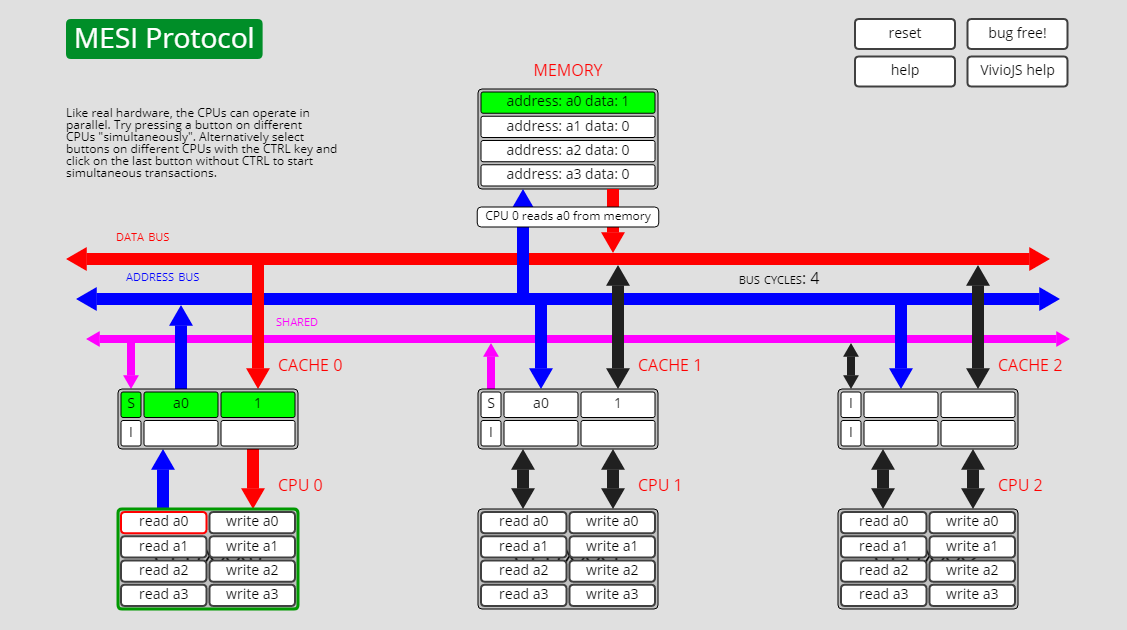 MESI Protocol
reset
bug free!
help
VivioJS help
Like real hardware, the CPUs can operate in
parallel. Try pressing a button on different
CPUs "simultaneously". Alternatively select
buttons on different CPUs with the CTRL key and
click on the last button without CTRL to start
simultaneous transactions.
MEMORY
address: a0 data: 1
address: a1 data: 0
address: a2 data: 0
address: a3 data: 0
CPU 0 reads a0 from memory
DATA BUS
ADDRESS BUS
BUS CYCLES: 4
SHARED
CACHE 0
CACHE 1
CACHE 2
S a0 1
I
S a0 1
I
I
I
CPU 0
CPU 1
CPU 2
read a0 write a0
read a1 write a1
read a2 write a2
read a3 write a3
read a0 write a0
read a1 write a1
read a2 write a2
read a3 write a3
read a0 write a0
read a1 write a1
read a2 write a2
read a3 write a3